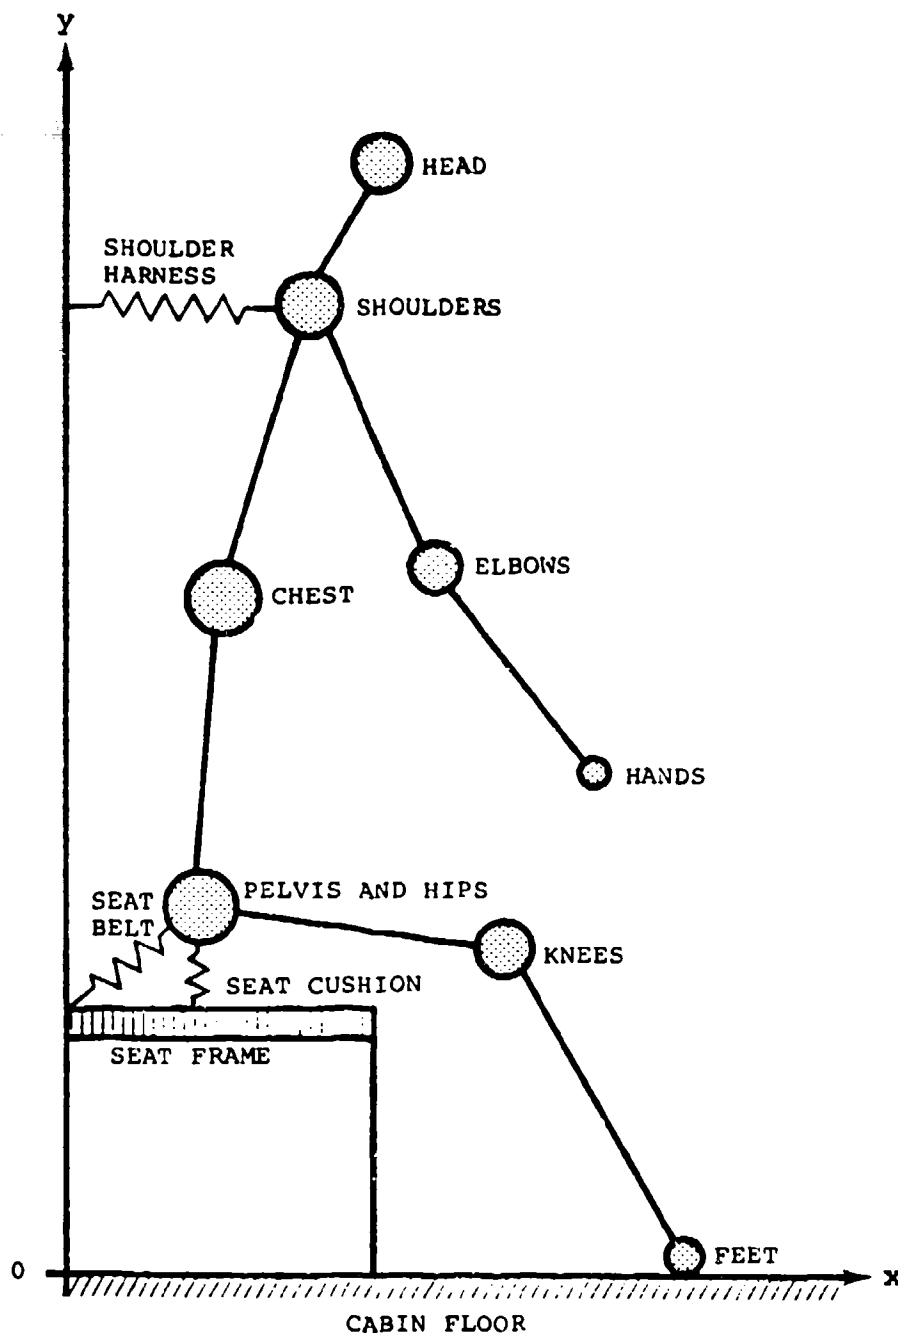 y
HEAD
SHOULDER
HARNESS
SHOULDERS
ELBOWS
CHEST
HANDS
PELVIS AND HIPS
SEAT
BELT
KNEES
SEAT CUSHION
SEAT FRAME
FEET
0
x
CABIN FLOOR